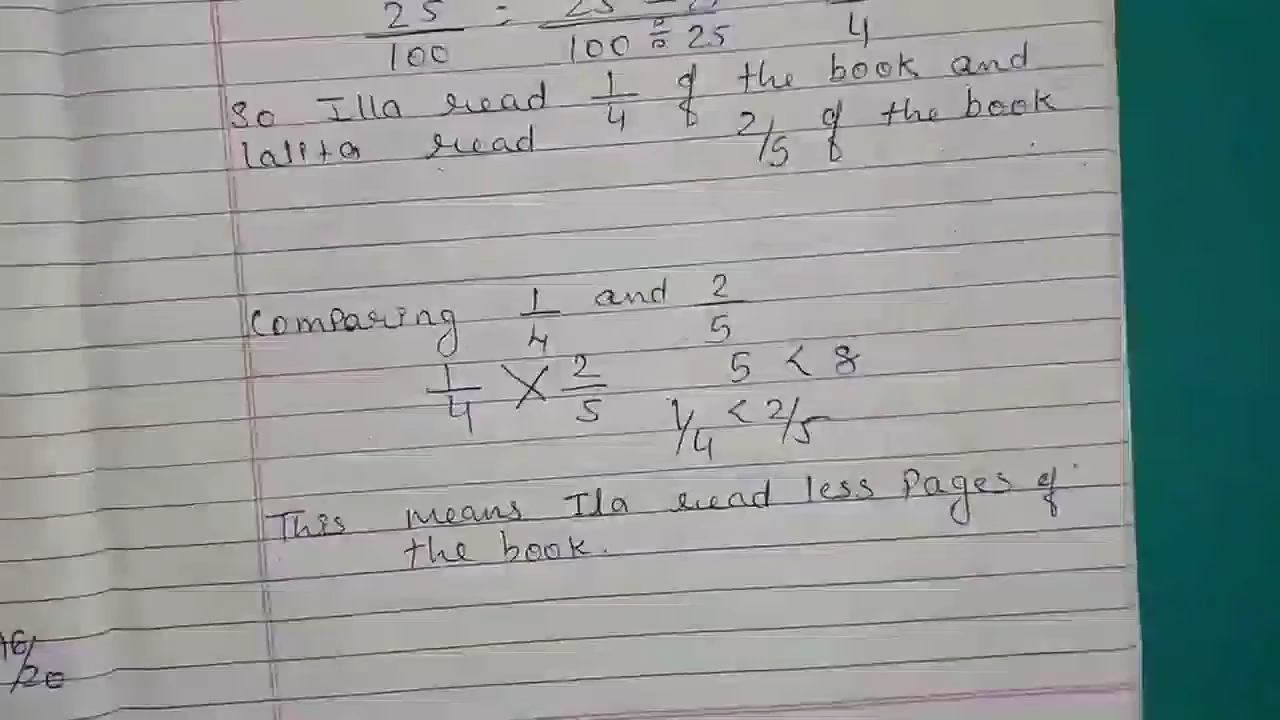 25/100 = 25 ÷ 25/100 ÷ 25 /4
So Illa read 1/4 of the book and
lalita read 2/5 of the book
Comparing 1/4 and 2/5
1/4 X 2/5 5 < 8
1/4 < 2/5
This means Ila read less Pages of
the book.
16/20